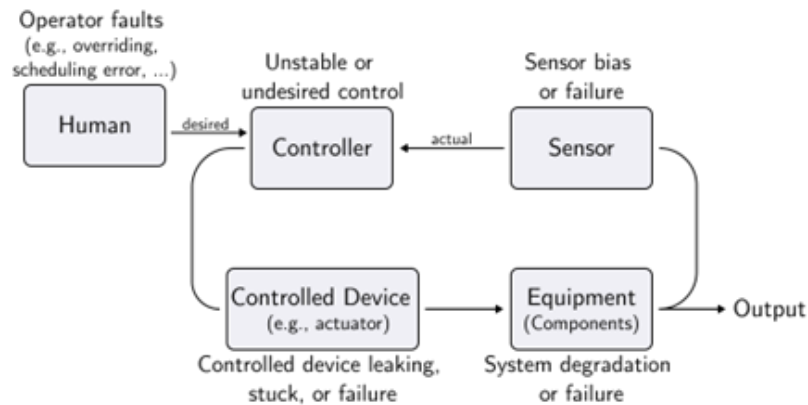 Operator faults
(e.g., overriding,
scheduling error, ...)
Human
desired
Unstable or
undesired control
Controller
actual
Sensor bias
or failure
Sensor
Controlled Device
(e.g., actuator)
Controlled device leaking,
stuck, or failure
Equipment
(Components)
System degradation
or failure
Output